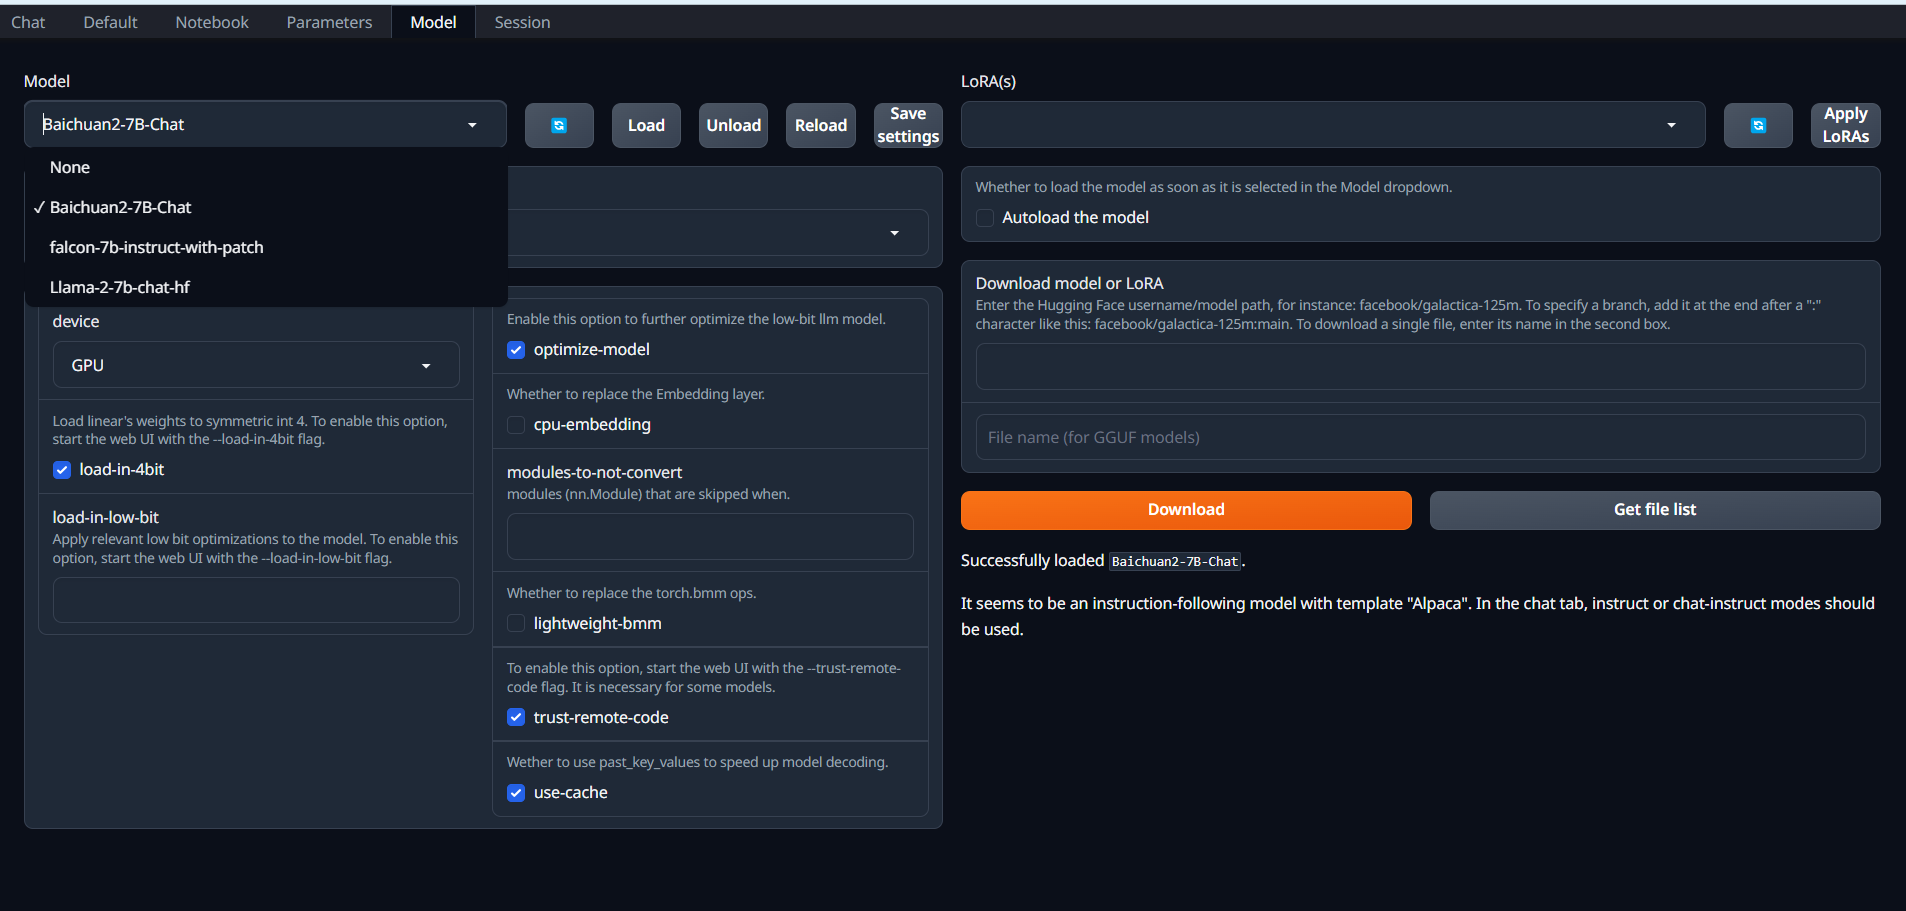 Chat
Default
Notebook
Parameters
Model
Session
Model
Baichuan2-7B-Chat
Load
Unload
Reload
Save
settings
None
✓ Baichuan2-7B-Chat
falcon-7b-instruct-with-patch
Llama-2-7b-chat-hf
device
GPU
Load linear's weights to symmetric int 4. To enable this option,
start the web UI with the --load-in-4bit flag.
load-in-4bit
load-in-low-bit
Apply relevant low bit optimizations to the model. To enable this
option, start the web UI with the --load-in-low-bit flag.
Enable this option to further optimize the low-bit llm model.
optimize-model
Whether to replace the Embedding layer.
cpu-embedding
modules-to-not-convert
modules (nn.Module) that are skipped when.
Whether to replace the torch.bmm ops.
lightweight-bmm
To enable this option, start the web UI with the --trust-remote-
code flag. It is necessary for some models.
trust-remote-code
Wether to use past_key_values to speed up model decoding.
use-cache
LoRA(s)
Apply
LoRAs
Whether to load the model as soon as it is selected in the Model dropdown.
Autoload the model
Download model or LoRA
Enter the Hugging Face username/model path, for instance: facebook/galactica-125m. To specify a branch, add it at the end after a ":"
character like this: facebook/galactica-125m:main. To download a single file, enter its name in the second box.
File name (for GGUF models)
Download
Get file list
Successfully loaded Baichuan2-7B-Chat.
It seems to be an instruction-following model with template "Alpaca". In the chat tab, instruct or chat-instruct modes should
be used.